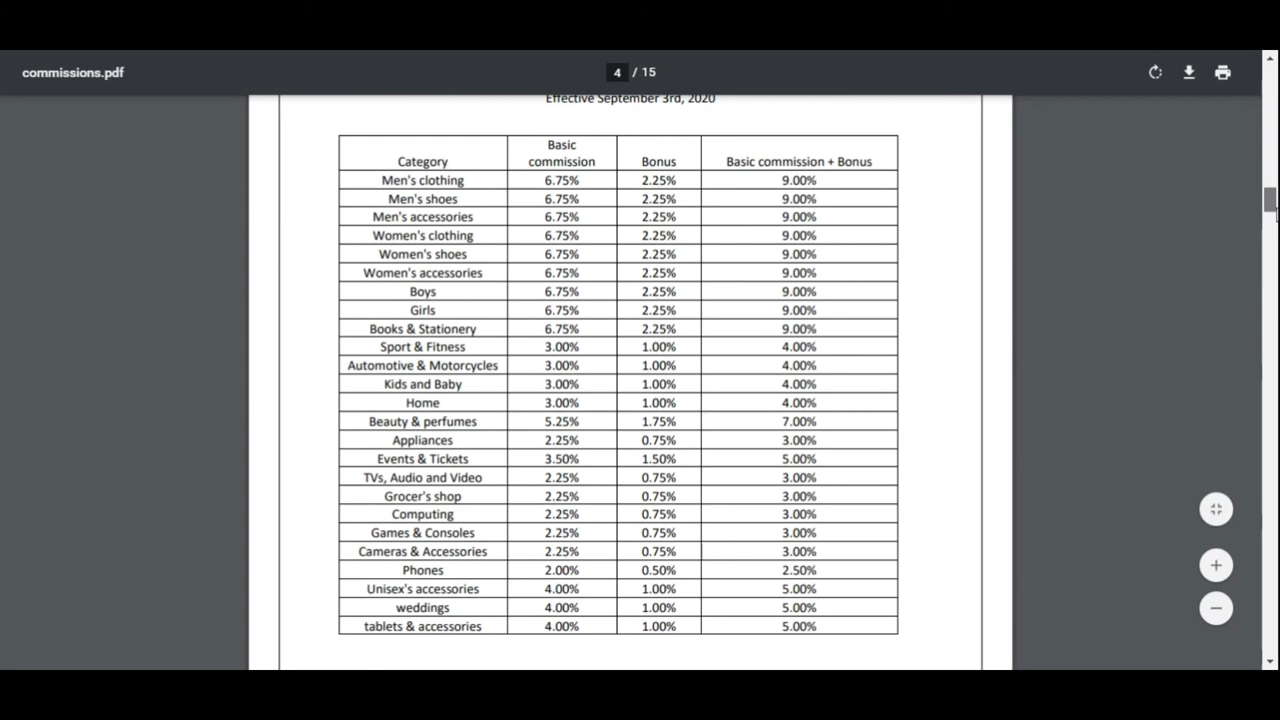 commissions.pdf
4 / 15
Effective September 3rd, 2020
Category Basic commission Bonus Basic commission + Bonus
Men's clothing 6.75% 2.25% 9.00%
Men's shoes 6.75% 2.25% 9.00%
Men's accessories 6.75% 2.25% 9.00%
Women's clothing 6.75% 2.25% 9.00%
Women's shoes 6.75% 2.25% 9.00%
Women's accessories 6.75% 2.25% 9.00%
Boys 6.75% 2.25% 9.00%
Girls 6.75% 2.25% 9.00%
Books & Stationery 6.75% 2.25% 9.00%
Sport & Fitness 3.00% 1.00% 4.00%
Automotive & Motorcycles 3.00% 1.00% 4.00%
Kids and Baby 3.00% 1.00% 4.00%
Home 3.00% 1.00% 4.00%
Beauty & perfumes 5.25% 1.75% 7.00%
Appliances 2.25% 0.75% 3.00%
Events & Tickets 3.50% 1.50% 5.00%
TVs, Audio and Video 2.25% 0.75% 3.00%
Grocer's shop 2.25% 0.75% 3.00%
Computing 2.25% 0.75% 3.00%
Games & Consoles 2.25% 0.75% 3.00%
Cameras & Accessories 2.25% 0.75% 3.00%
Phones 2.00% 0.50% 2.50%
Unisex's accessories 4.00% 1.00% 5.00%
weddings 4.00% 1.00% 5.00%
tablets & accessories 4.00% 1.00% 5.00%